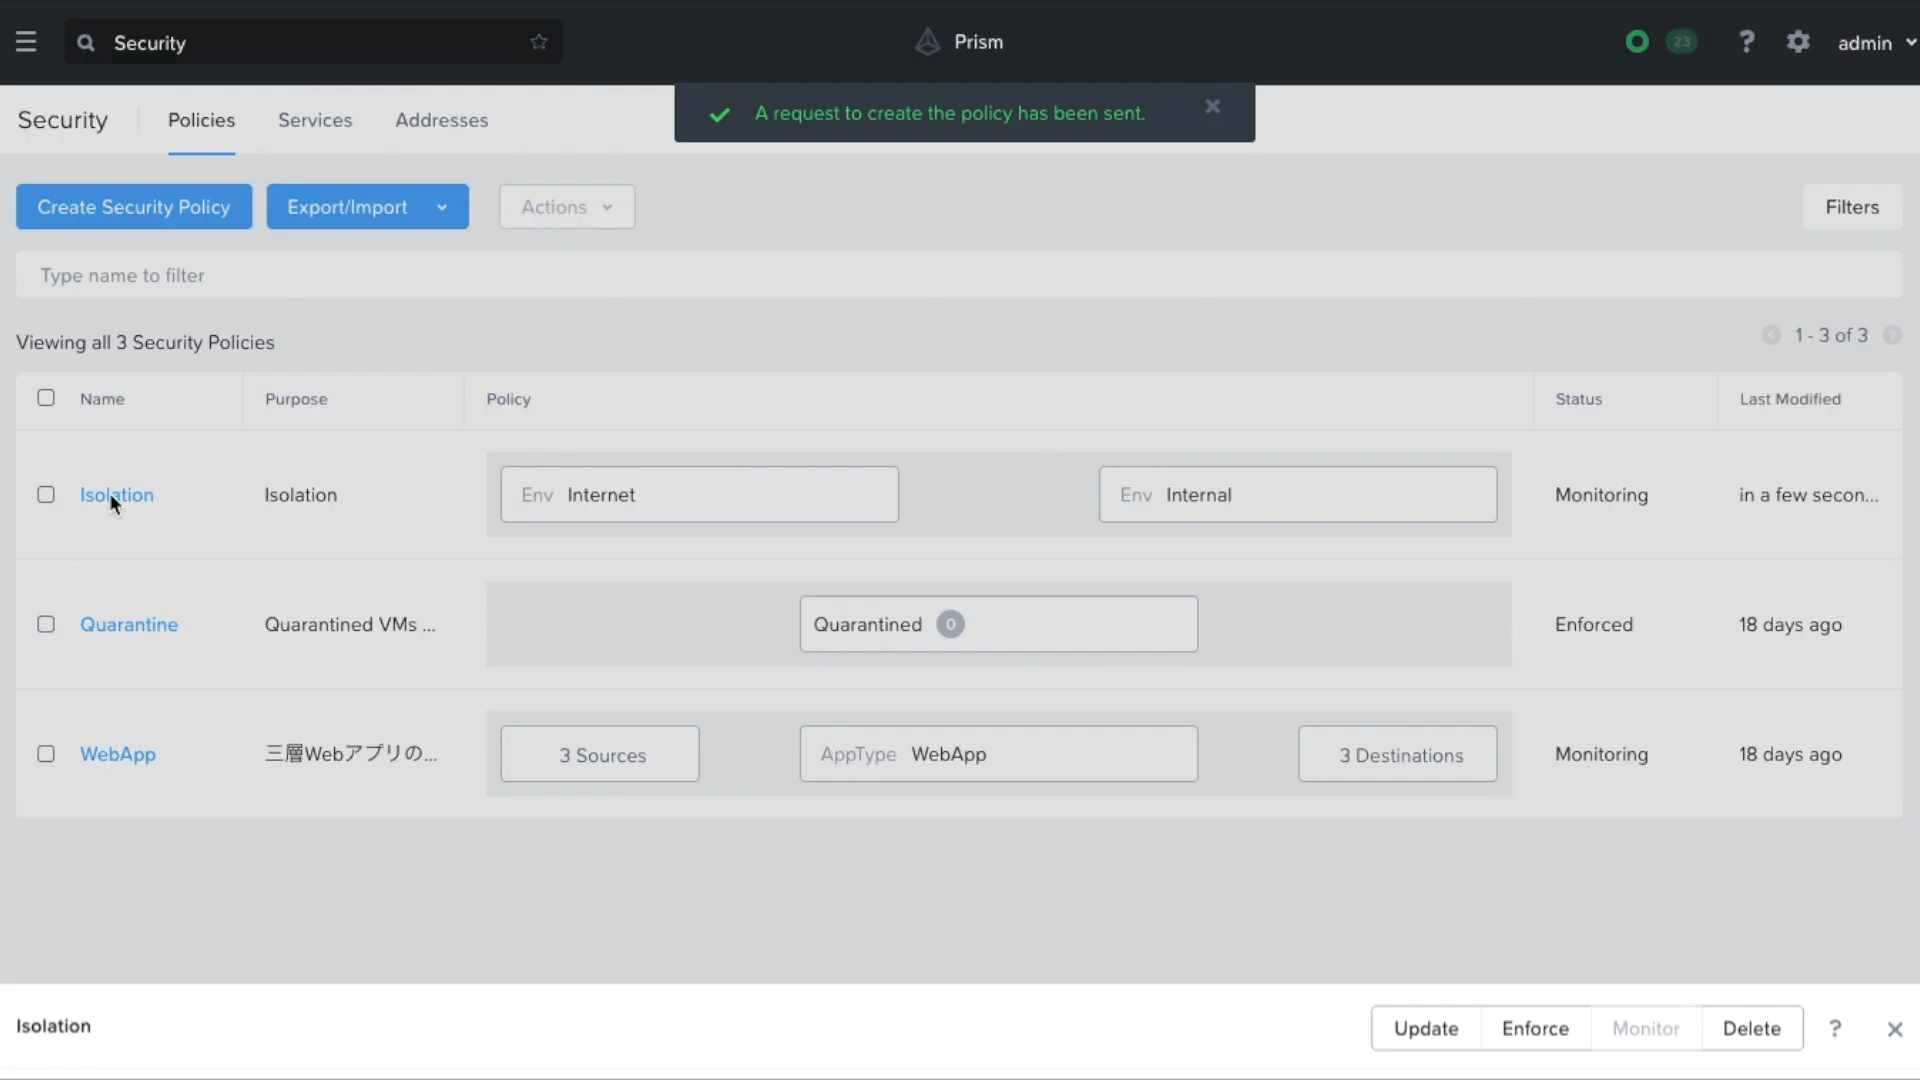 Security
Prism
23
?
admin
Security
Policies
Services
Addresses
A request to create the policy has been sent.
Create Security Policy
Export/Import
Actions
Filters
Type name to filter
Viewing all 3 Security Policies
1 - 3 of 3
Name
Purpose
Policy
Status
Last Modified
Isolation
Isolation
Env Internet
Env Internal
Monitoring
in a few secon...
Quarantine
Quarantined VMs ...
Quarantined 0
Enforced
18 days ago
WebApp
三層Webアプリの...
3 Sources
AppType WebApp
3 Destinations
Monitoring
18 days ago
Isolation
Update
Enforce
Monitor
Delete
?